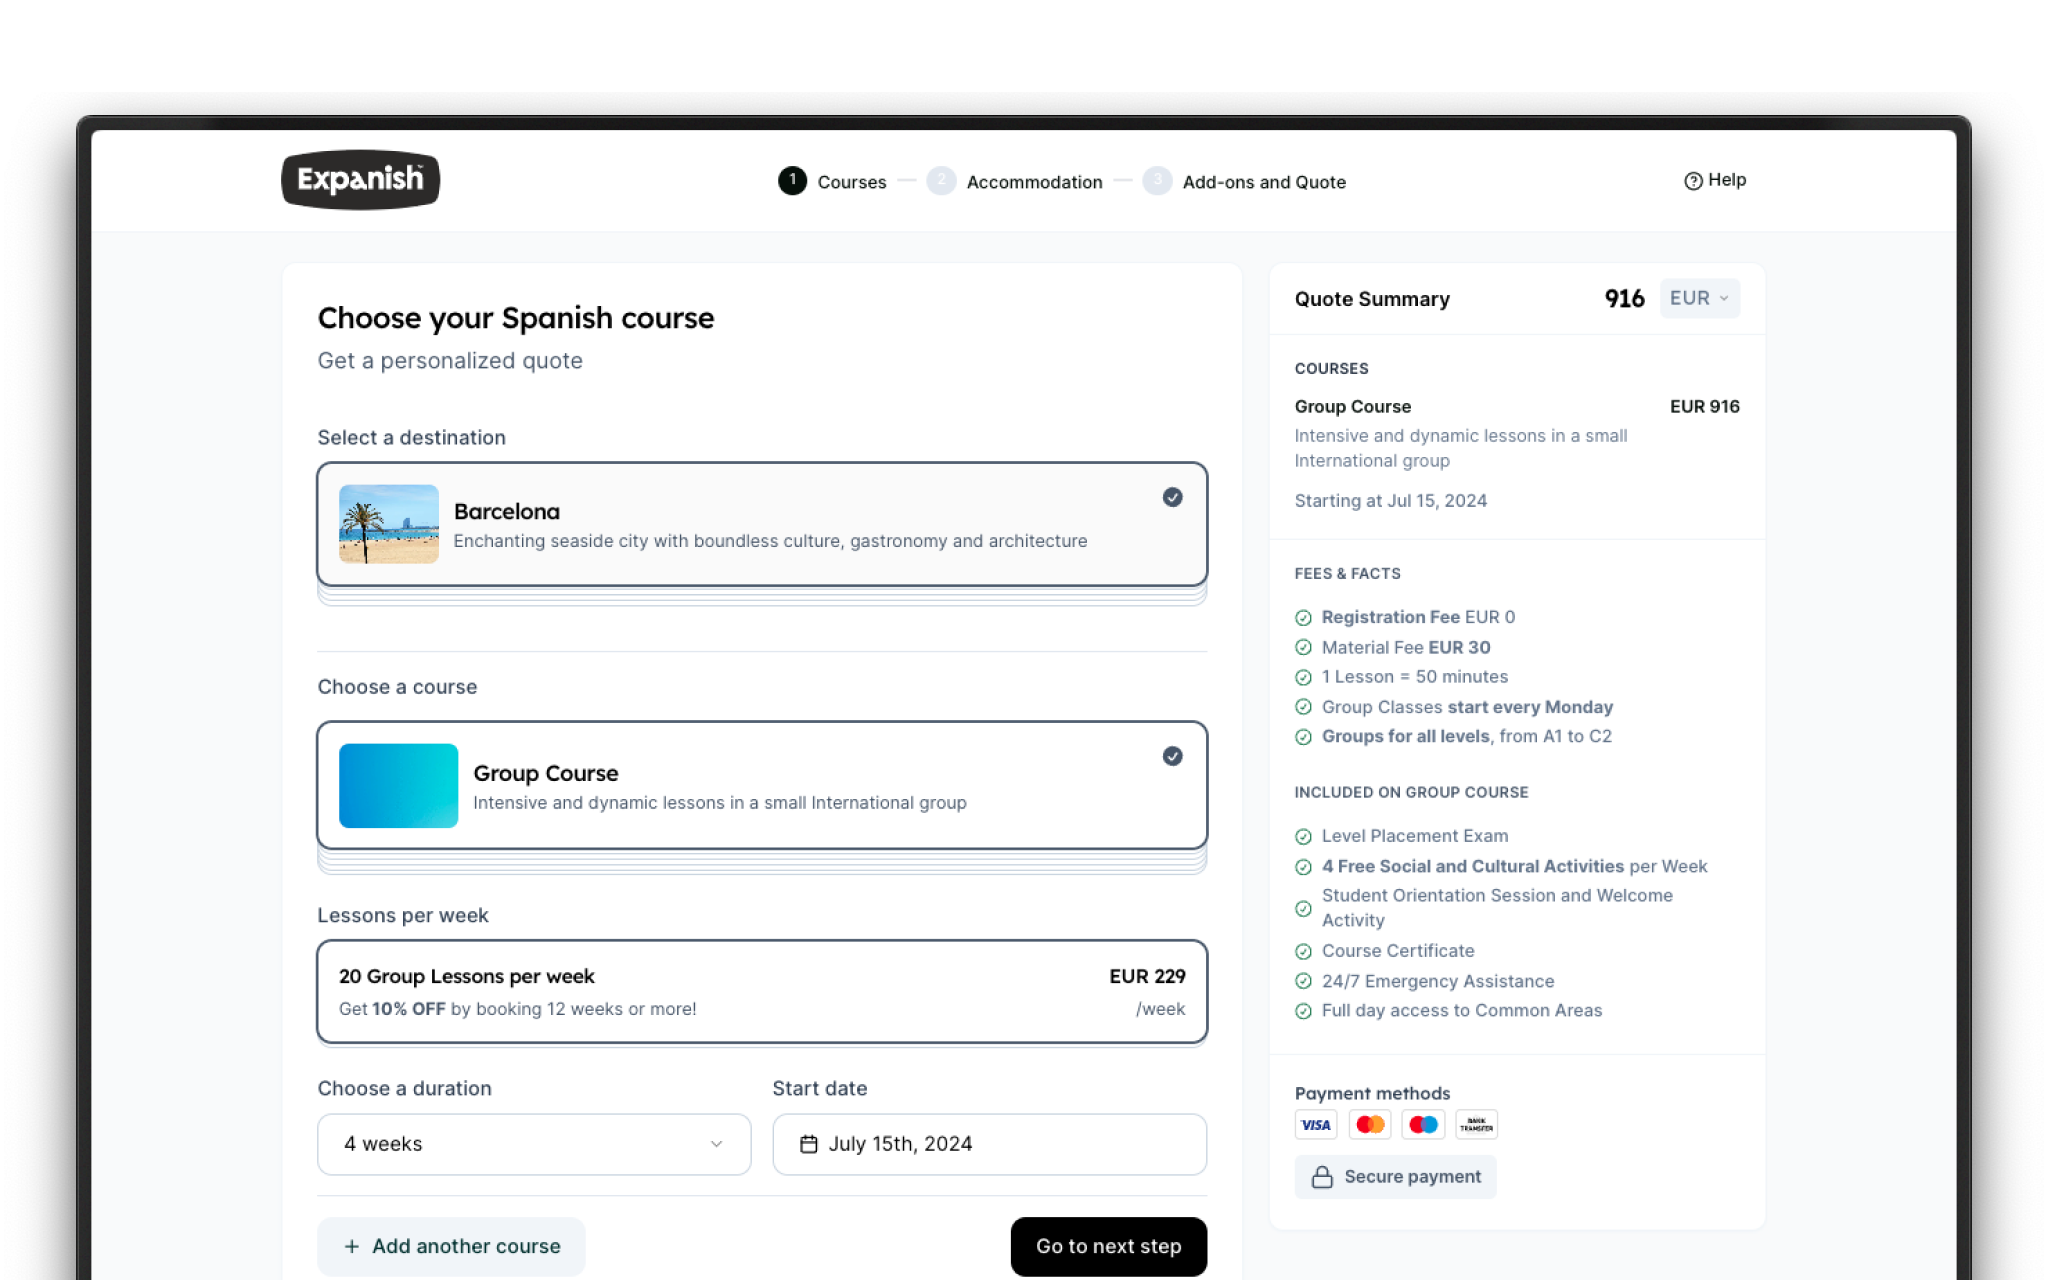 Expanish™
1 Courses 2 Accommodation 3 Add-ons and Quote
Help
Choose your Spanish course
Get a personalized quote
Select a destination
Barcelona
Enchanting seaside city with boundless culture, gastronomy and architecture
Choose a course
Group Course
Intensive and dynamic lessons in a small International group
Lessons per week
20 Group Lessons per week
EUR 229
Get 10% OFF by booking 12 weeks or more!
/week
Choose a duration
4 weeks
Start date
July 15th, 2024
+ Add another course
Go to next step
Quote Summary
916 EUR
COURSES
Group Course
EUR 916
Intensive and dynamic lessons in a small
International group
Starting at Jul 15, 2024
FEES & FACTS
Registration Fee EUR 0
Material Fee EUR 30
1 Lesson = 50 minutes
Group Classes start every Monday
Groups for all levels, from A1 to C2
INCLUDED ON GROUP COURSE
Level Placement Exam
4 Free Social and Cultural Activities per Week
Student Orientation Session and Welcome
Activity
Course Certificate
24/7 Emergency Assistance
Full day access to Common Areas
Payment methods
VISA
BANK
TRANSFER
Secure payment